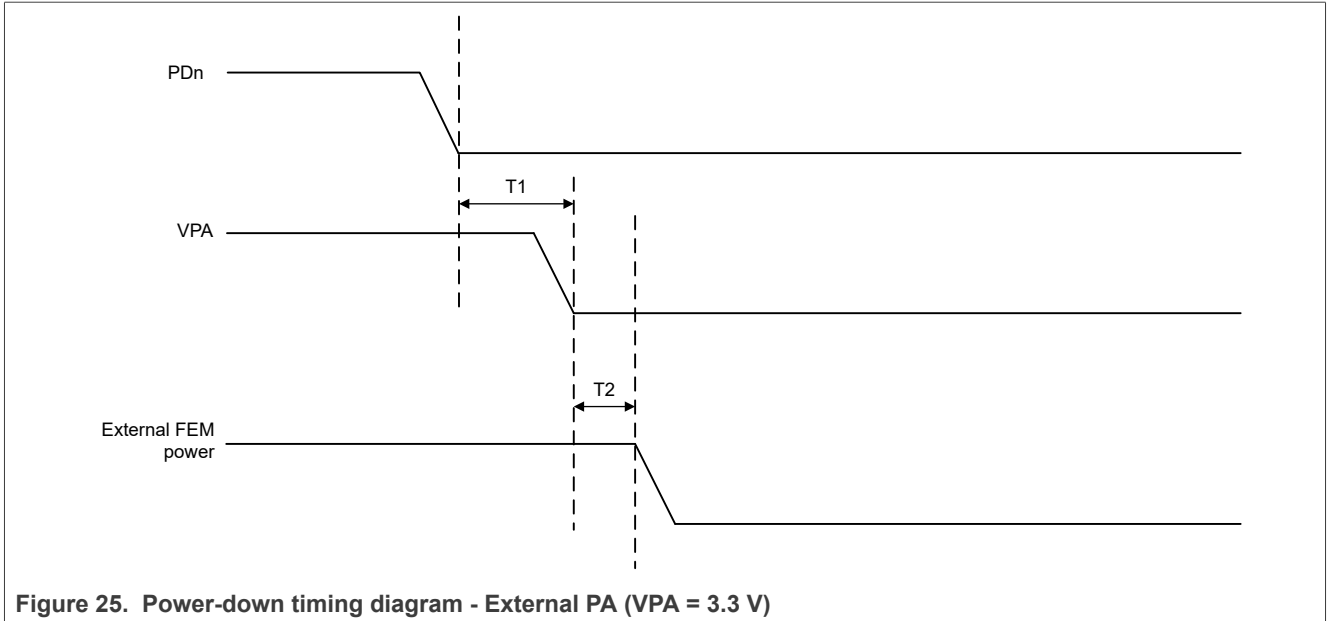 PDn
T1
VPA
T2
External FEM
power
Figure 25. Power-down timing diagram - External PA (VPA = 3.3 V)